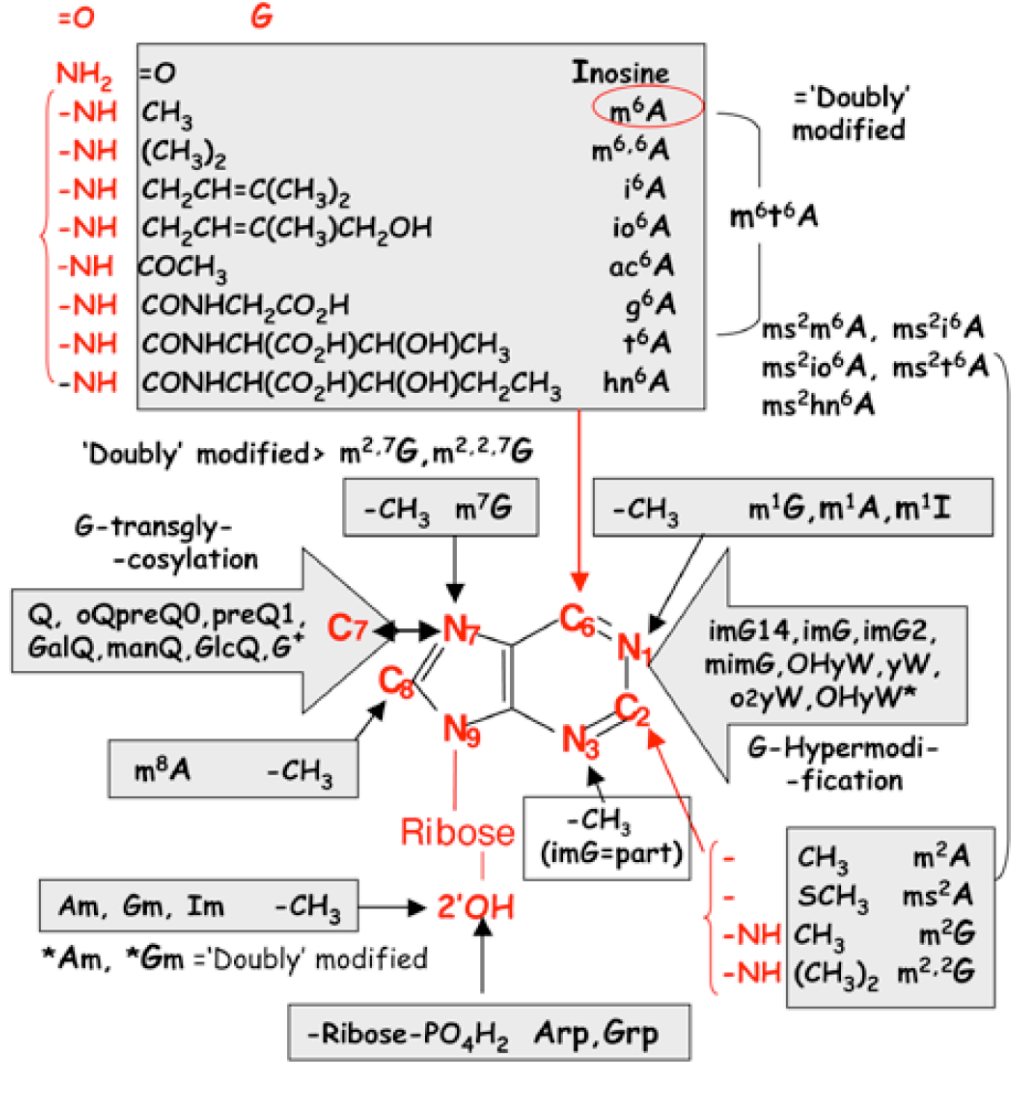 =O G
NH₂ =O Inosine
-NH CH₃ m⁶A
-NH (CH₃)₂ m⁶,⁶A
-NH CH₂CH=C(CH₃)₂ i⁶A
-NH CH₂CH=C(CH₃)CH₂OH io⁶A
-NH COCH₃ ac⁶A
-NH CONHCH₂CO₂H g⁶A
-NH CONHCH(CO₂H)CH(OH)CH₃ t⁶A
-NH CONHCH(CO₂H)CH(OH)CH₂CH₃ hn⁶A
='Doubly'
modified
m⁶t⁶A
ms²m⁶A, ms²i⁶A
ms²io⁶A, ms²t⁶A
ms²hn⁶A
'Doubly' modified> m²,⁷G,m²,²,⁷G
-CH₃ m⁷G
-CH₃ m¹G,m¹A,m¹I
G-transgly-
-cosylation
Q, oQpreQ0,preQ1,
GalQ,manQ,GlcQ,G⁺
C7
N7
C6
N1
C8
C2
N9
N3
imG14,imG,imG2,
mimG,OHyW,yW,
o2yW,OHyW*
G-Hypermodi-
-fication
m⁸A -CH₃
-CH₃
(imG=part)
Ribose
2'OH
Am, Gm, Im -CH₃
*Am, *Gm ='Doubly' modified
- CH₃ m²A
- SCH₃ ms²A
-NH CH₃ m²G
-NH (CH₃)₂ m²,²G
-Ribose-PO₄H₂ Arp,Grp